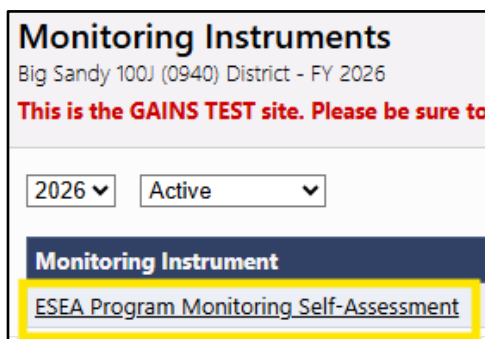 Monitoring Instruments
Big Sandy 100J (0940) District - FY 2026
This is the GAINS TEST site. Please be sure to
2026 Active
Monitoring Instrument
ESEA Program Monitoring Self-Assessment